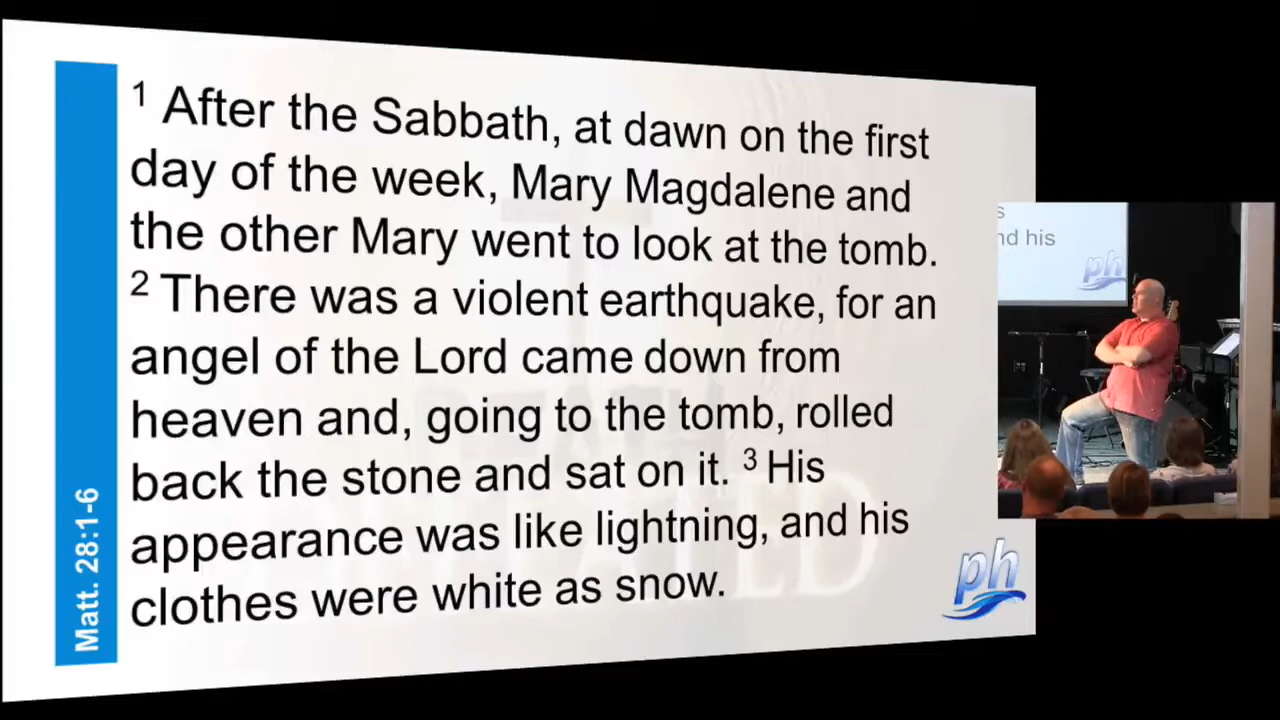 1 After the Sabbath, at dawn on the first
day of the week, Mary Magdalene and
the other Mary went to look at the tomb.
2 There was a violent earthquake, for an
angel of the Lord came down from
heaven and, going to the tomb, rolled
back the stone and sat on it. 3 His
appearance was like lightning, and his
clothes were white as snow.
Matt. 28:1-6
ph
s
nd his
ph